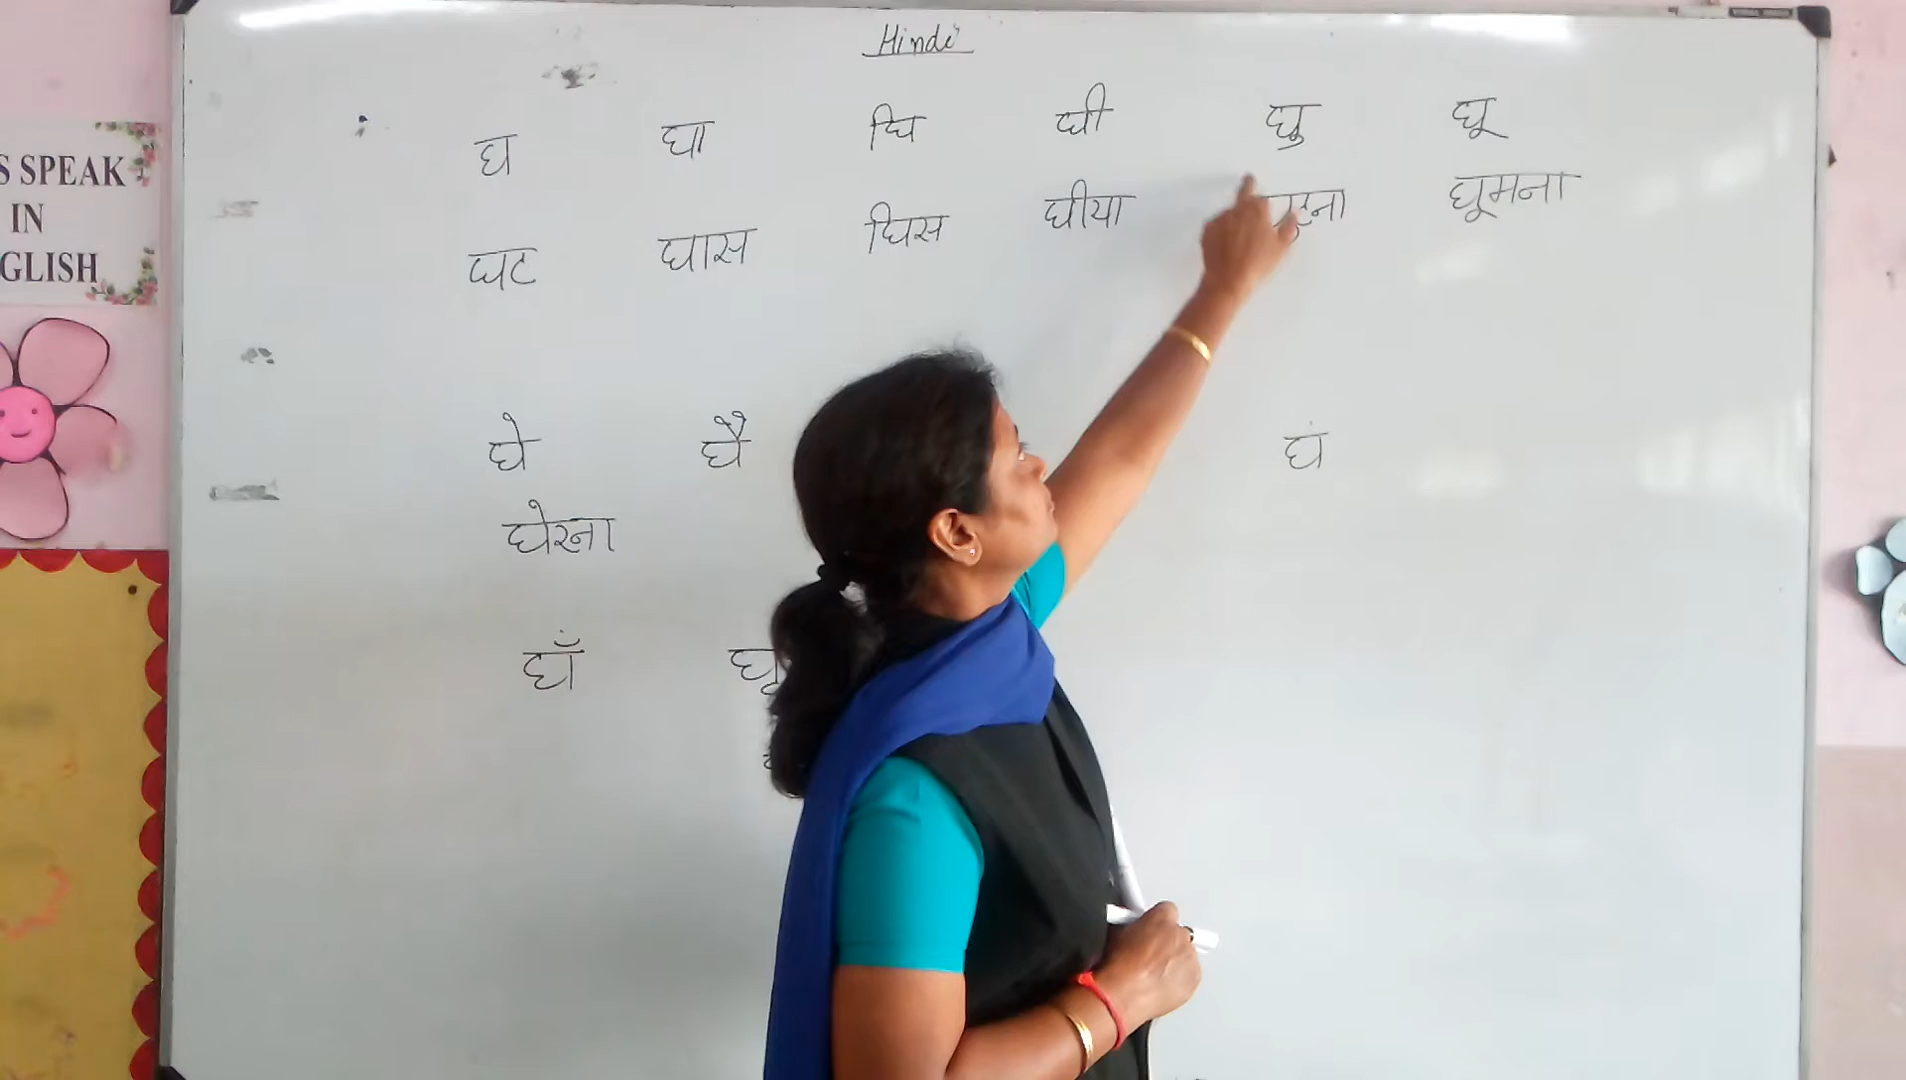 Hindi
घ घा घि घी घु घू
घट घास घिस घीया घूमना
घे घै घं
घेरना
घँ घृ
S SPEAK
IN
GLISH